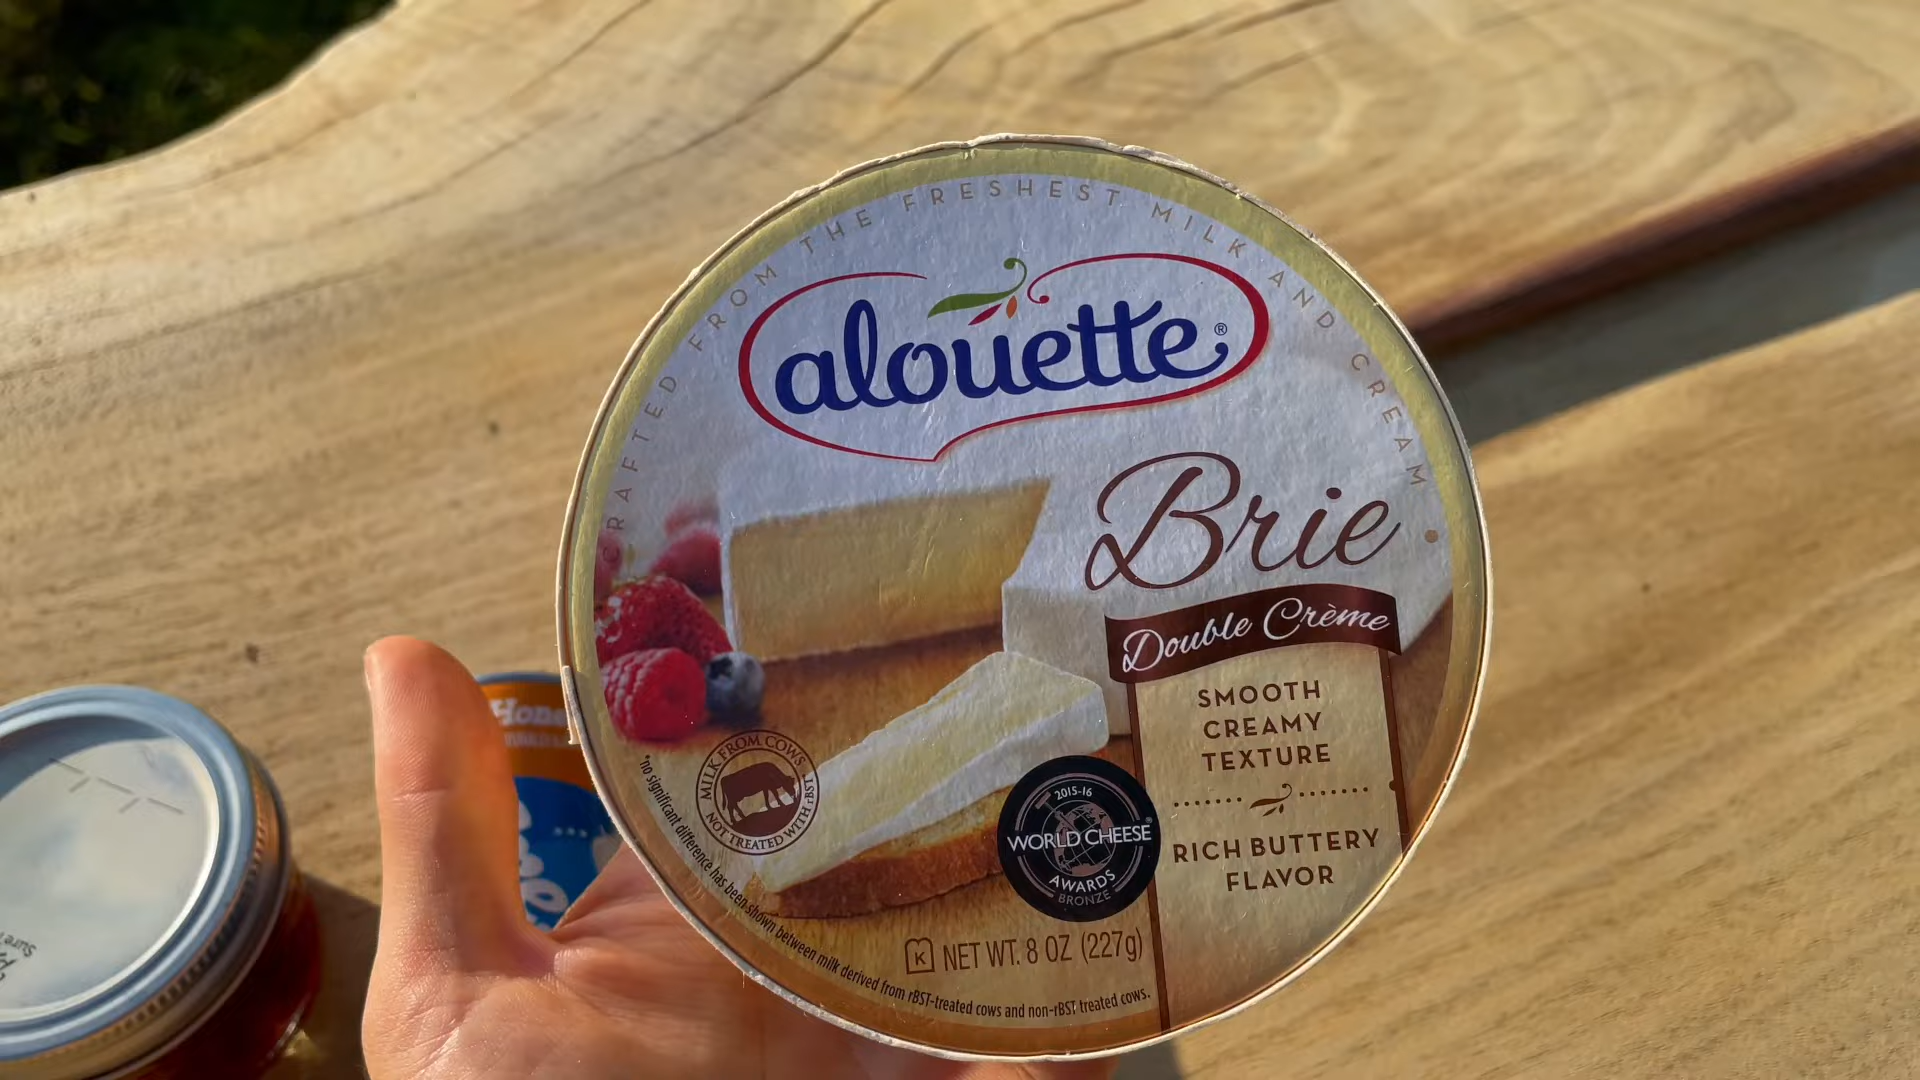 CRAFTED FROM THE FRESHEST MILK AND CREAM
alouette®
Brie
Double Crème
SMOOTH
CREAMY
TEXTURE
RICH BUTTERY
FLAVOR
MILK FROM COWS
NOT TREATED WITH rBST
2015-16
WORLD CHEESE
AWARDS
BRONZE
K NET WT. 8 OZ (227g)
*no significant difference has been shown between milk derived from rBST-treated cows and non-rBST treated cows.